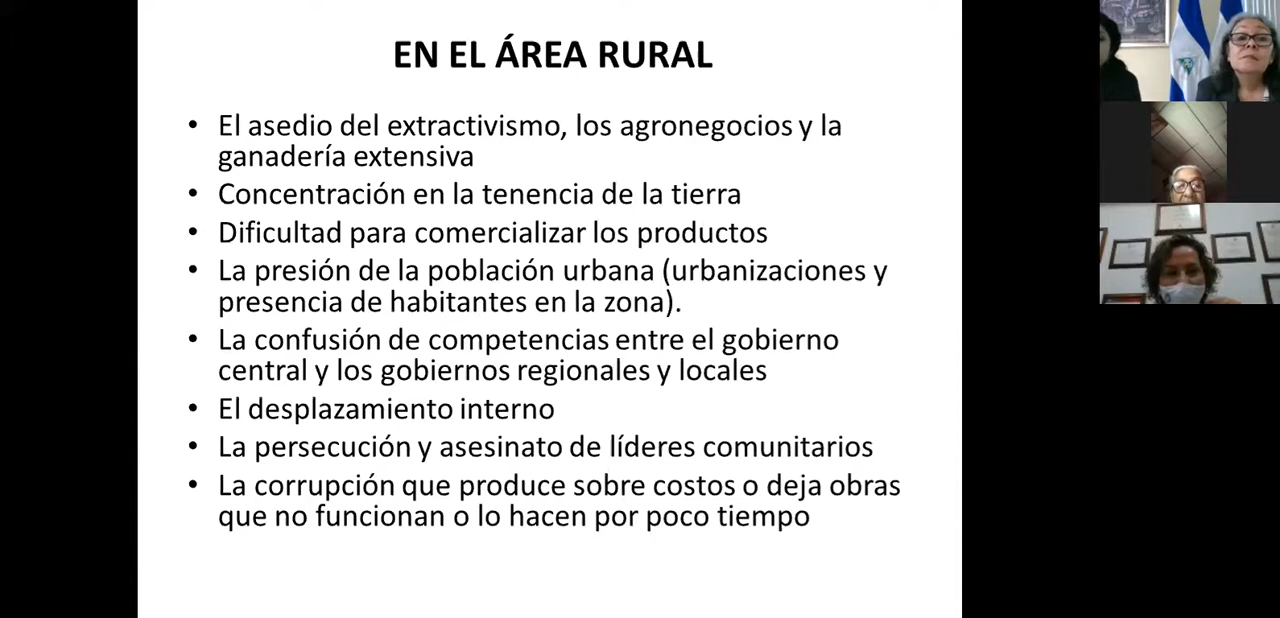 EN EL ÁREA RURAL
• El asedio del extractivismo, los agronegocios y la
ganadería extensiva
• Concentración en la tenencia de la tierra
• Dificultad para comercializar los productos
• La presión de la población urbana (urbanizaciones y
presencia de habitantes en la zona).
• La confusión de competencias entre el gobierno
central y los gobiernos regionales y locales
• El desplazamiento interno
• La persecución y asesinato de líderes comunitarios
• La corrupción que produce sobre costos o deja obras
que no funcionan o lo hacen por poco tiempo